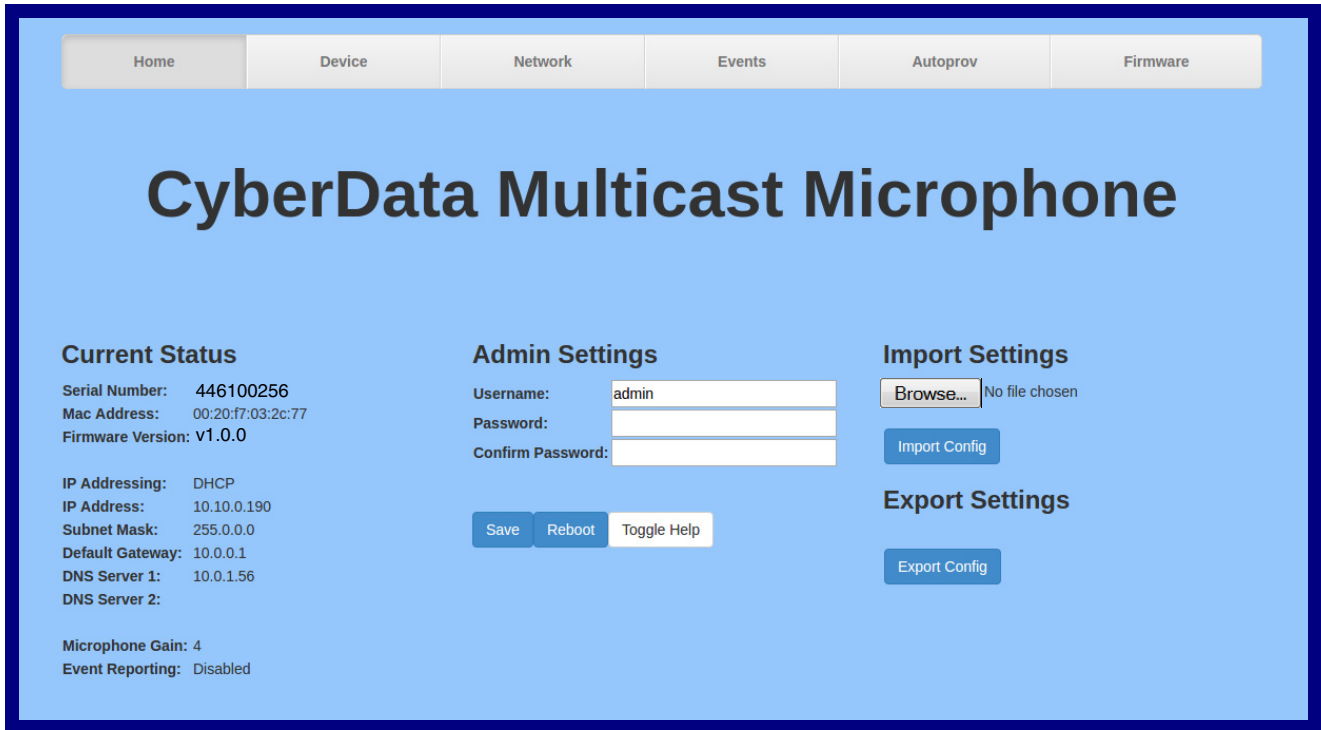 Home Device Network Events Autoprov Firmware
CyberData Multicast Microphone
Current Status
Serial Number: 446100256
Mac Address: 00:20:f7:03:2c:77
Firmware Version: v1.0.0
IP Addressing: DHCP
IP Address: 10.10.0.190
Subnet Mask: 255.0.0.0
Default Gateway: 10.0.0.1
DNS Server 1: 10.0.1.56
DNS Server 2:
Microphone Gain: 4
Event Reporting: Disabled
Admin Settings
Username: admin
Password:
Confirm Password:
Save Reboot Toggle Help
Import Settings
Browse... No file chosen
Import Config
Export Settings
Export Config